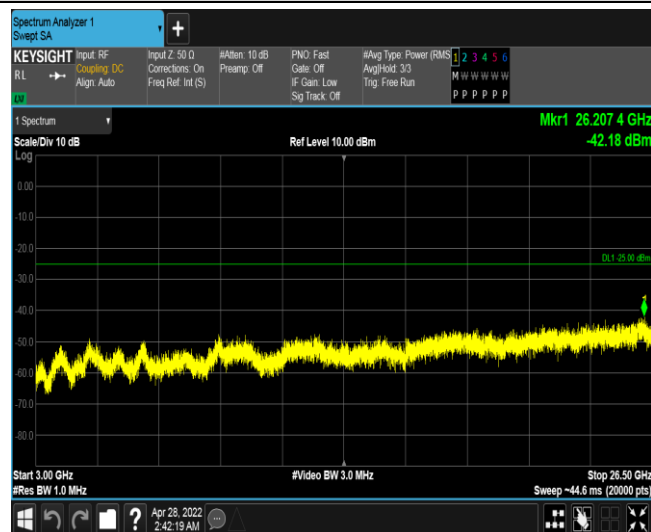 Spectrum Analyzer 1
Swept SA
+
KEYSIGHT
RL
Input: RF
Coupling: DC
Align: Auto
Input Z: 50 Ω
Corrections: On
Freq Ref: Int (S)
#Atten: 10 dB
Preamp: Off
PNO: Fast
Gate: Off
IF Gain: Low
Sig Track: Off
#Avg Type: Power (RMS
Avg|Hold: 3/3
Trig: Free Run
1 2 3 4 5 6
M W W W W W
P P P P P P
1 Spectrum
Mkr1 26.207 4 GHz
Scale/Div 10 dB
Ref Level 10.00 dBm
-42.18 dBm
Log
0.00
-10.0
-20.0
DL1 -25.00 dBm
-30.0
-40.0
1
-50.0
-60.0
-70.0
-80.0
Start 3.00 GHz
#Video BW 3.0 MHz
Stop 26.50 GHz
#Res BW 1.0 MHz
Sweep ~44.6 ms (20000 pts)
?
Apr 28, 2022
2:42:19 AM